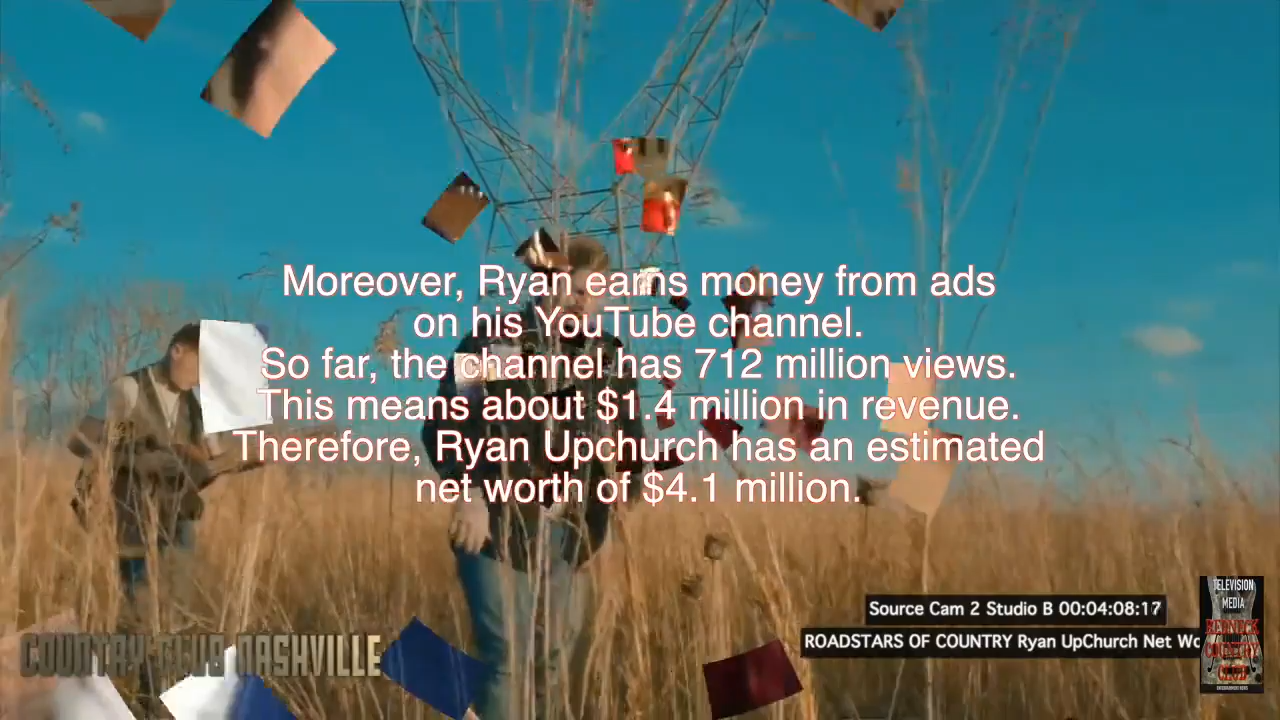 Moreover, Ryan earns money from ads
on his YouTube channel.
So far, the channel has 712 million views.
This means about $1.4 million in revenue.
Therefore, Ryan Upchurch has an estimated
net worth of $4.1 million.
Source Cam 2 Studio B 00:04:08:17
ROADSTARS OF COUNTRY Ryan UpChurch Net Wo
COUNTRY CLUB NASHVILLE
TELEVISION
MEDIA
REDNECK
COUNTRY
CLUB